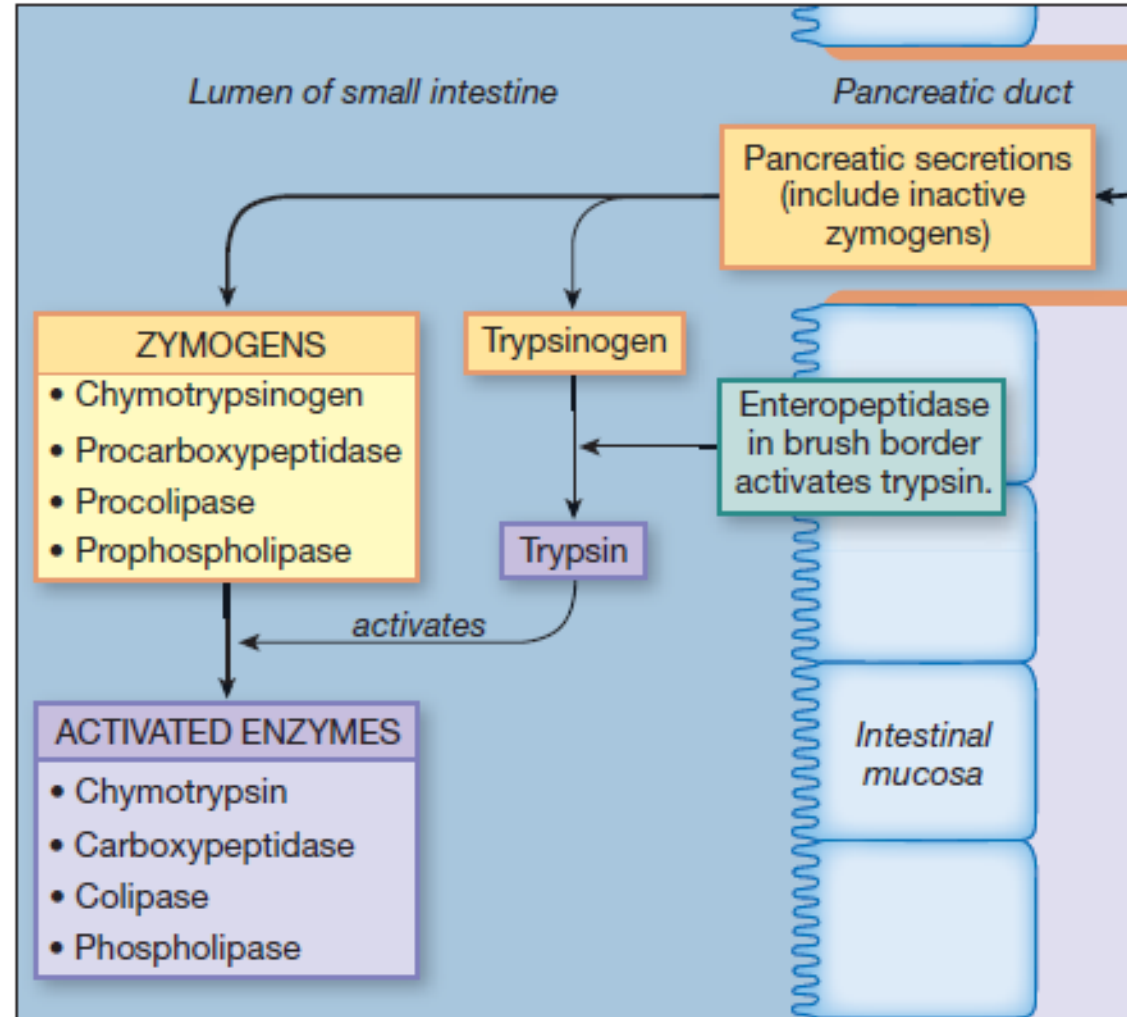 Lumen of small intestine
Pancreatic duct
Pancreatic secretions
(include inactive
zymogens)
ZYMOGENS
• Chymotrypsinogen
• Procarboxypeptidase
• Procolipase
• Prophospholipase
Trypsinogen
Enteropeptidase
in brush border
activates trypsin.
Trypsin
activates
ACTIVATED ENZYMES
• Chymotrypsin
• Carboxypeptidase
• Colipase
• Phospholipase
Intestinal
mucosa